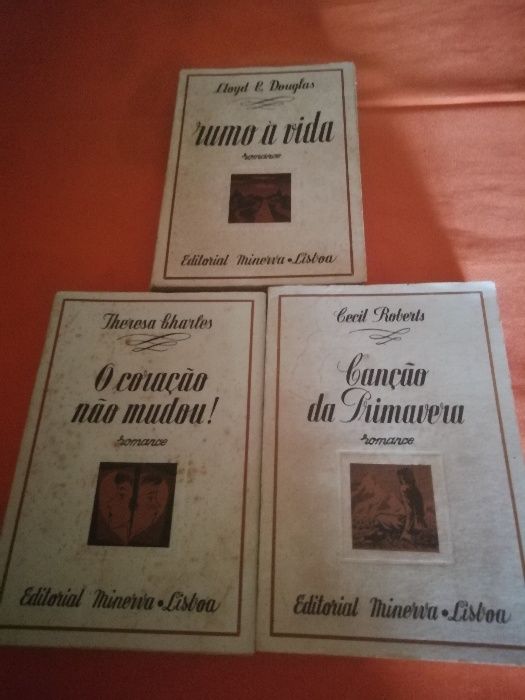 Lloyd C. Douglas
rumo à vida
romance
Editorial Minerva • Lisboa
Theresa Charles
O coração
não mudou!
romance
Editorial Minerva • Lisboa
Cecil Roberts
Canção
da Primavera
romance
Editorial Minerva • Lisboa